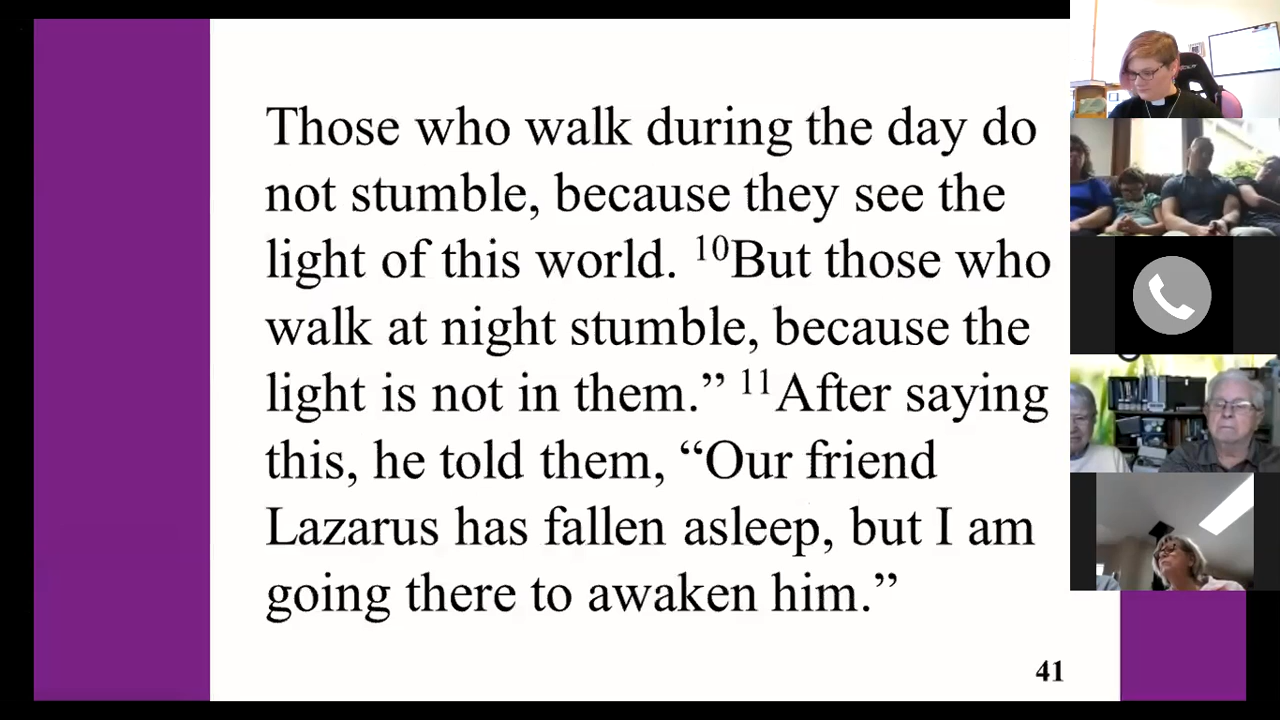 Those who walk during the day do
not stumble, because they see the
light of this world. ¹⁰But those who
walk at night stumble, because the
light is not in them.” ¹¹After saying
this, he told them, “Our friend
Lazarus has fallen asleep, but I am
going there to awaken him.”
41